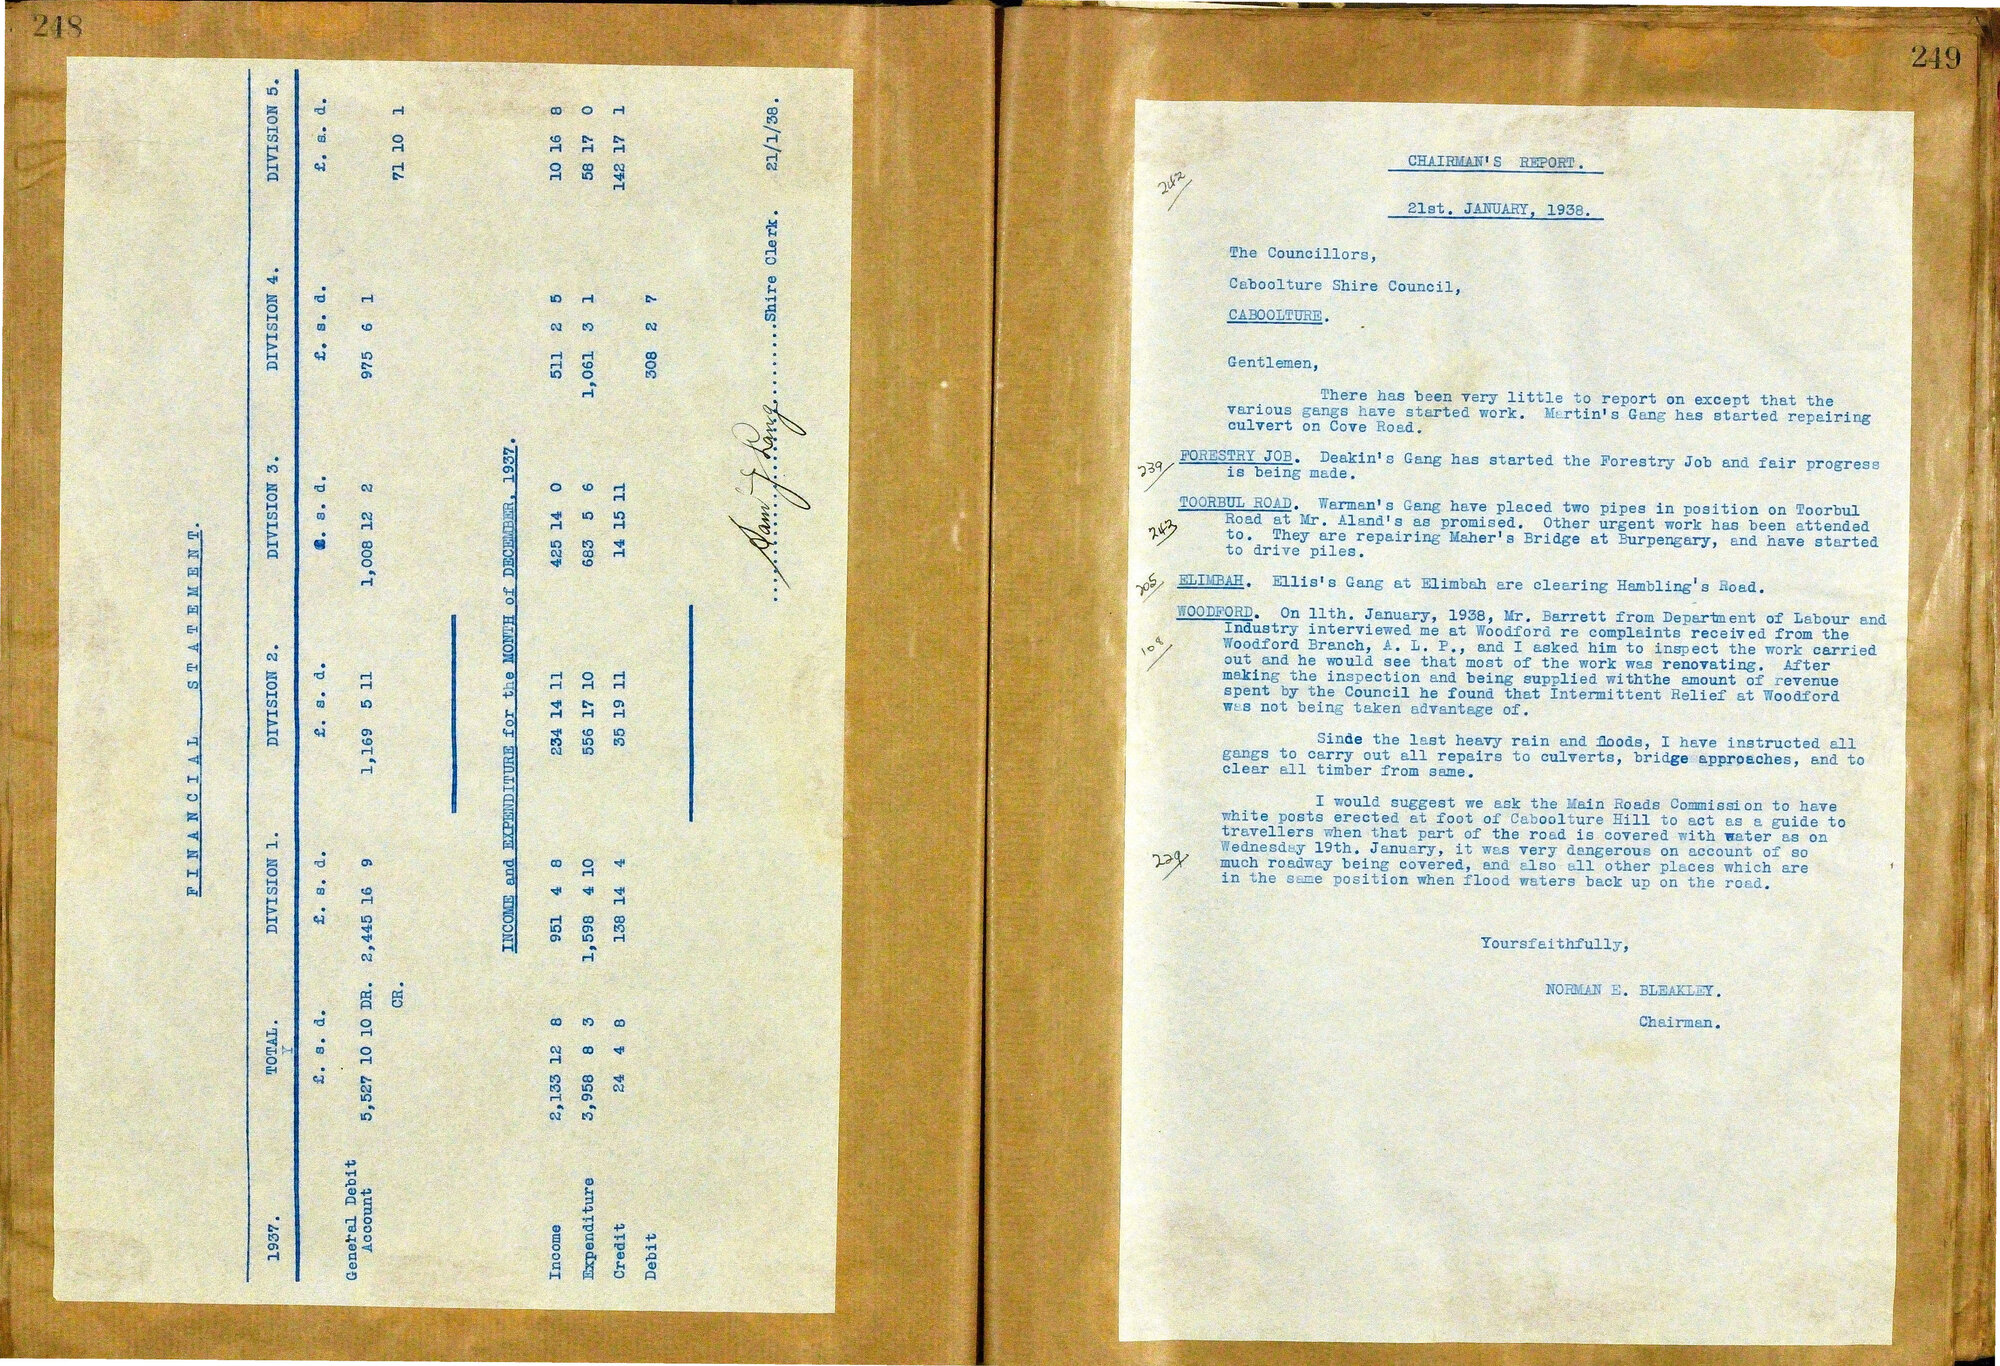 248
FINANCIAL STATEMENT.
1937. TOTAL. DIVISION 1. DIVISION 2. DIVISION 3. DIVISION 4. DIVISION 5.
£. s. d. £. s. d. £. s. d. £. s. d. £. s. d. £. s. d.
General Debit
Account 5,527 10 10 DR. 2,445 16 9 1,169 5 11 1,008 12 2 975 6 1
CR. 71 10 1
INCOME and EXPENDITURE for the MONTH of DECEMBER, 1937.
Income 2,133 12 8 951 4 8 234 14 11 425 14 0 511 2 5 10 16 8
Expenditure 3,958 8 3 1,598 4 10 556 17 10 683 5 6 1,061 3 1 58 17 0
Credit 24 4 8 138 14 4 35 19 11 14 15 11 142 17 1
Debit 308 2 7
..........................Shire Clerk. 21/1/38.
249
CHAIRMAN'S REPORT.
242
21st. JANUARY, 1938.
The Councillors,
Caboolture Shire Council,
CABOOLTURE.
Gentlemen,
There has been very little to report on except that the
various gangs have started work. Martin's Gang has started repairing
culvert on Cove Road.
239
FORESTRY JOB. Deakin's Gang has started the Forestry Job and fair progress
is being made.
TOORBUL ROAD. Warman's Gang have placed two pipes in position on Toorbul
243
Road at Mr. Aland's as promised. Other urgent work has been attended
to. They are repairing Maher's Bridge at Burpengary, and have started
to drive piles.
205
ELIMBAH. Ellis's Gang at Elimbah are clearing Hambling's Road.
WOODFORD. On 11th. January, 1938, Mr. Barrett from Department of Labour and
Industry interviewed me at Woodford re complaints received from the
108
Woodford Branch, A. L. P., and I asked him to inspect the work carried
out and he would see that most of the work was renovating. After
making the inspection and being supplied withthe amount of revenue
spent by the Council he found that Intermittent Relief at Woodford
was not being taken advantage of.
Sinde the last heavy rain and floods, I have instructed all
gangs to carry out all repairs to culverts, bridge approaches, and to
clear all timber from same.
I would suggest we ask the Main Roads Commission to have
white posts erected at foot of Caboolture Hill to act as a guide to
travellers when that part of the road is covered with water as on
Wednesday 19th. January, it was very dangerous on account of so
229
much roadway being covered, and also all other places which are
in the same position when flood waters back up on the road.
Yoursfaithfully,
NORMAN E. BLEAKLEY.
Chairman.